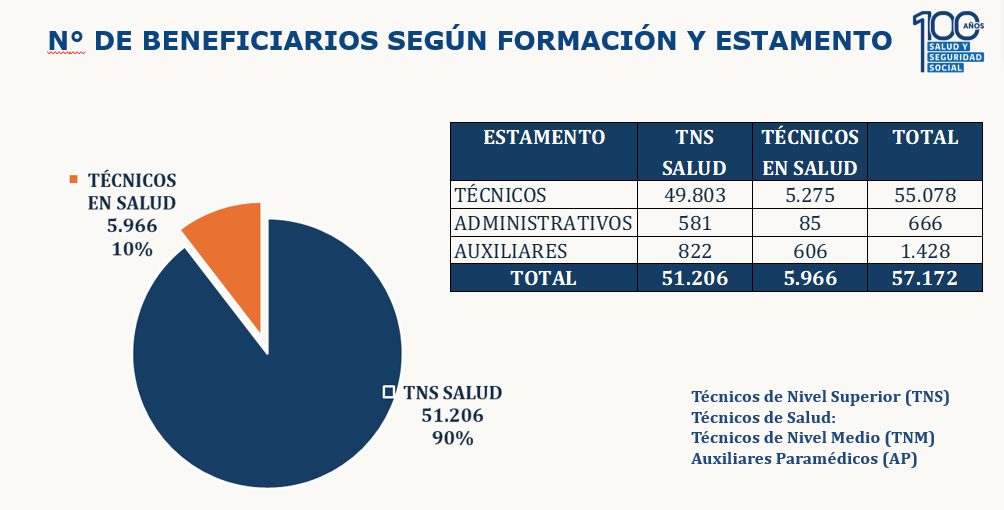 N° DE BENEFICIARIOS SEGÚN FORMACIÓN Y ESTAMENTO
100 AÑOS
SALUD Y
SEGURIDAD
SOCIAL
TÉCNICOS
EN SALUD
5.966
10%
TNS SALUD
51.206
90%
ESTAMENTO TNS SALUD TÉCNICOS EN SALUD TOTAL
TÉCNICOS 49.803 5.275 55.078
ADMINISTRATIVOS 581 85 666
AUXILIARES 822 606 1.428
TOTAL 51.206 5.966 57.172
Técnicos de Nivel Superior (TNS)
Técnicos de Salud:
Técnicos de Nivel Medio (TNM)
Auxiliares Paramédicos (AP)